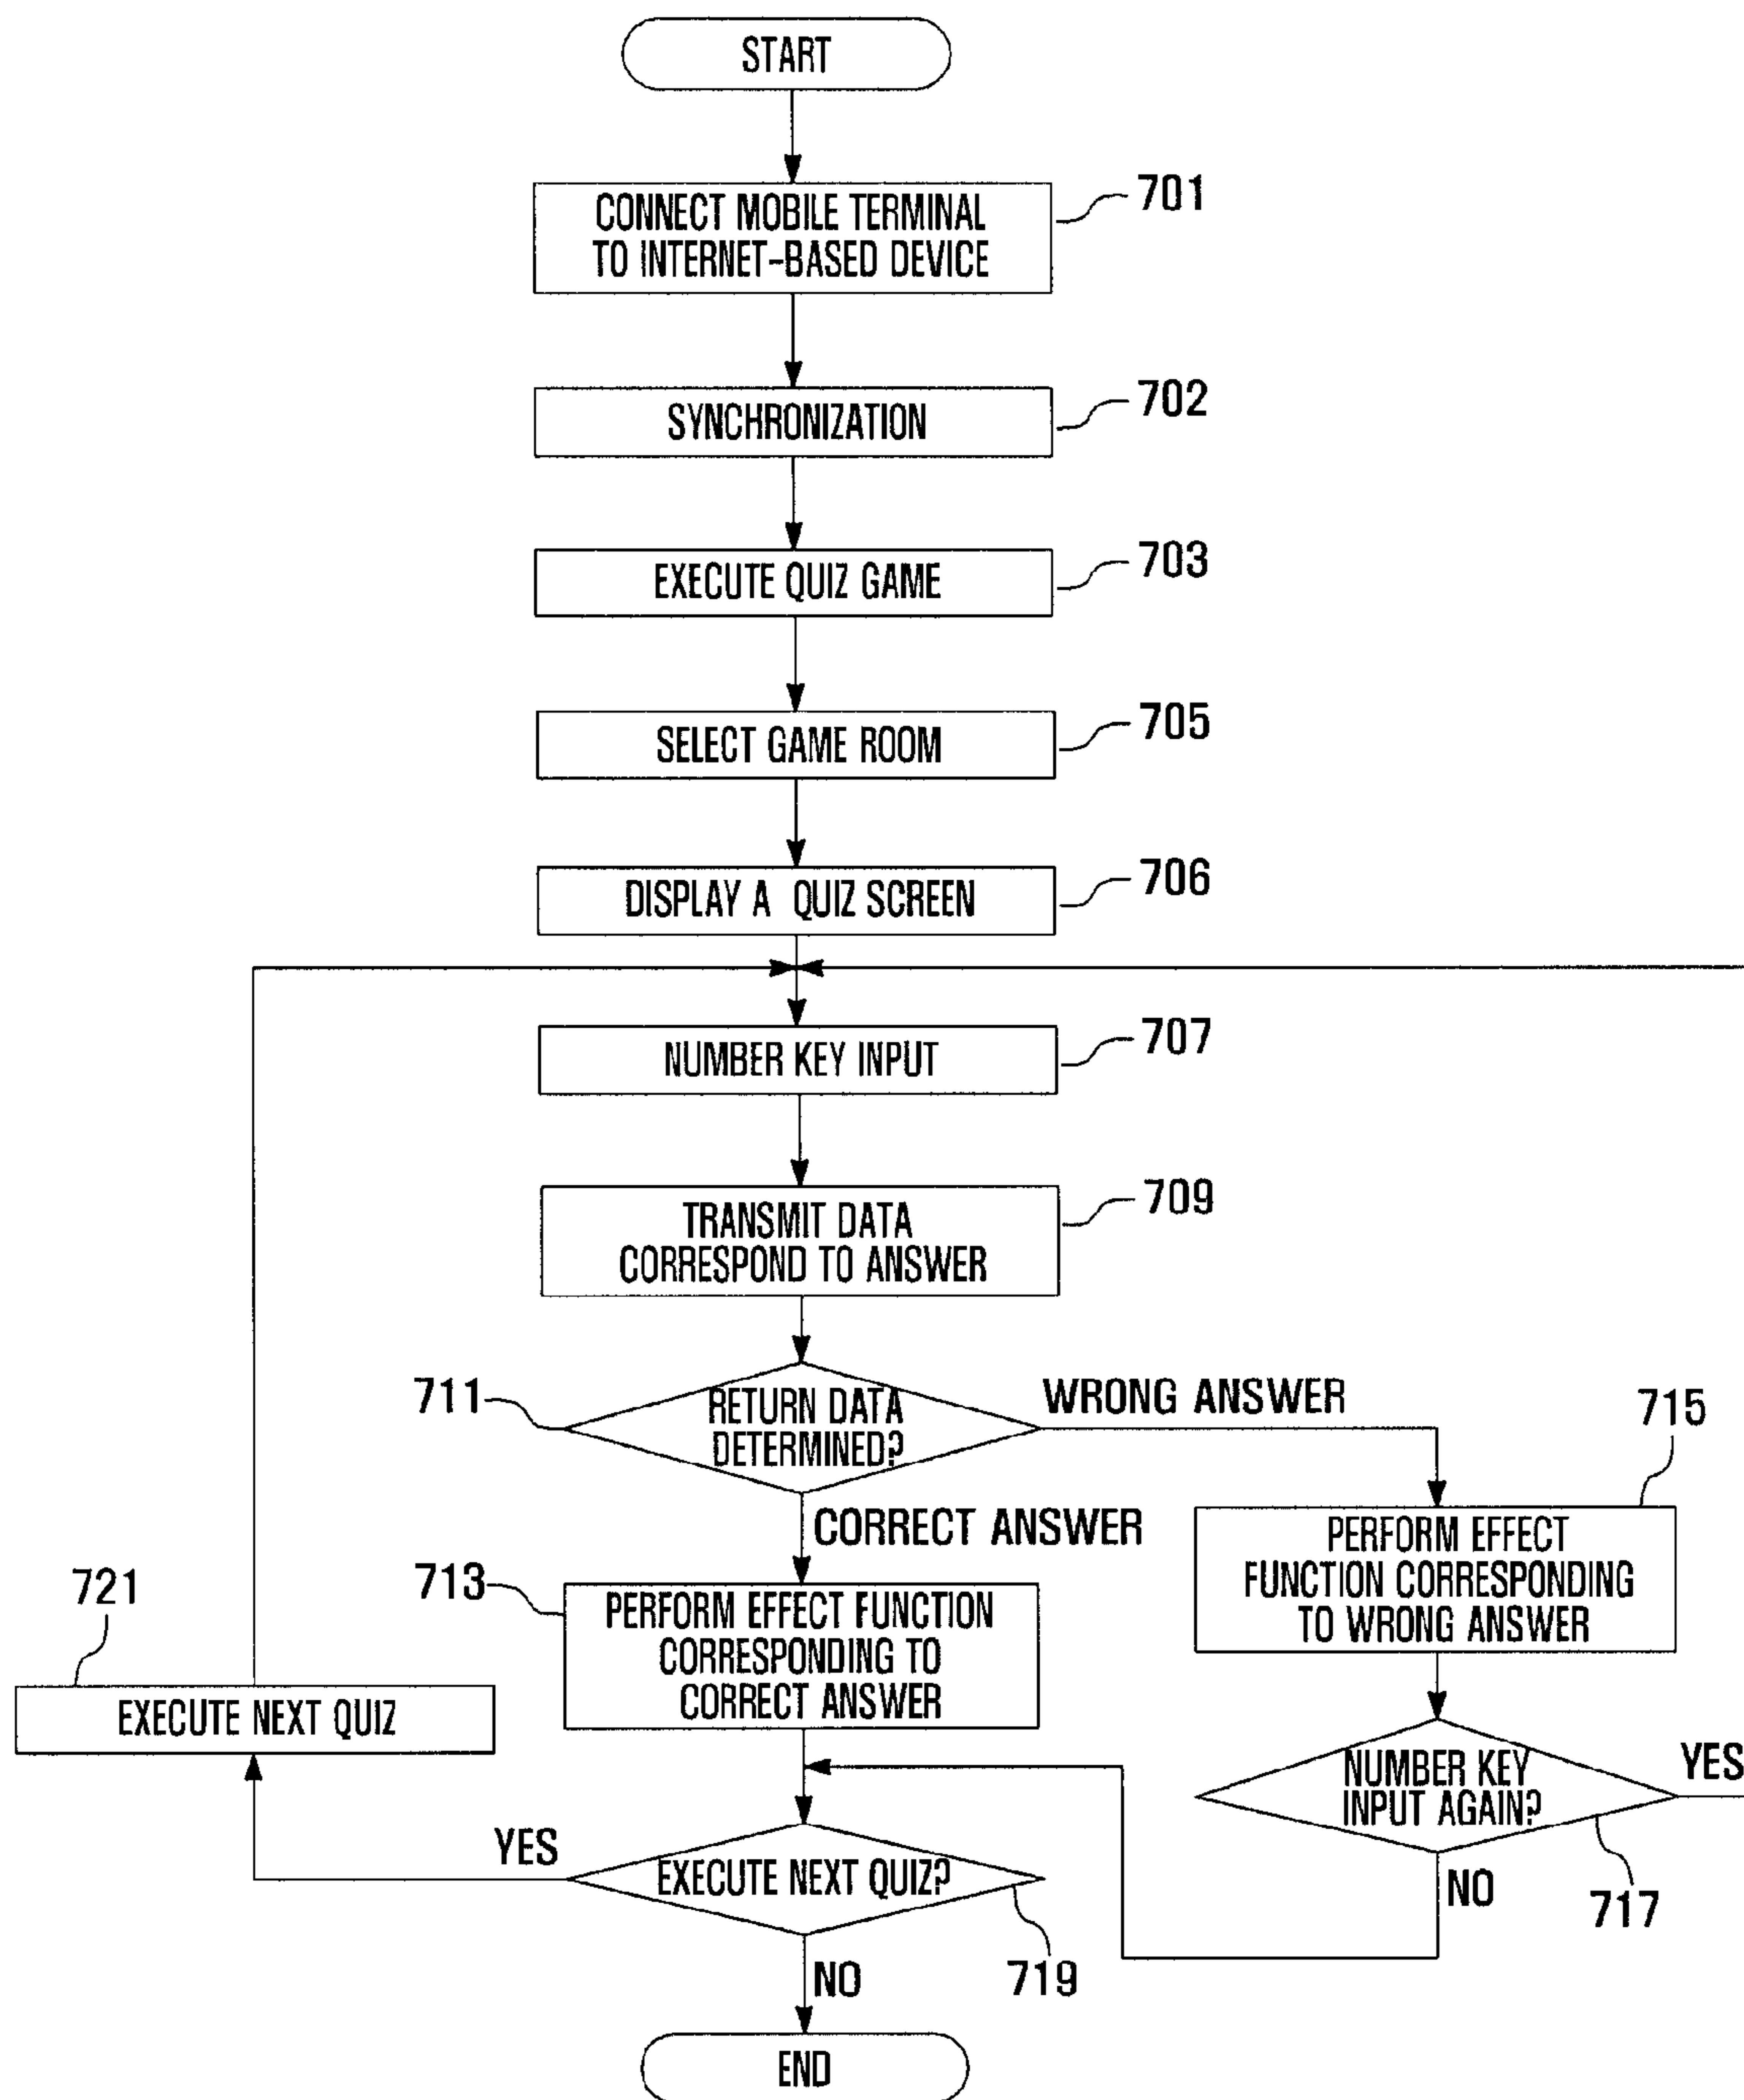 START
CONNECT MOBILE TERMINAL
TO INTERNET-BASED DEVICE
701
SYNCHRONIZATION
702
EXECUTE QUIZ GAME
703
SELECT GAME ROOM
705
DISPLAY A QUIZ SCREEN
706
NUMBER KEY INPUT
707
TRANSMIT DATA
CORRESPOND TO ANSWER
709
711
RETURN DATA
DETERMINED?
WRONG ANSWER
CORRECT ANSWER
715
PERFORM EFFECT
FUNCTION CORRESPONDING
TO WRONG ANSWER
713
PERFORM EFFECT FUNCTION
CORRESPONDING TO
CORRECT ANSWER
721
EXECUTE NEXT QUIZ
NUMBER KEY
INPUT AGAIN?
YES
NO
717
YES
EXECUTE NEXT QUIZ?
719
NO
END